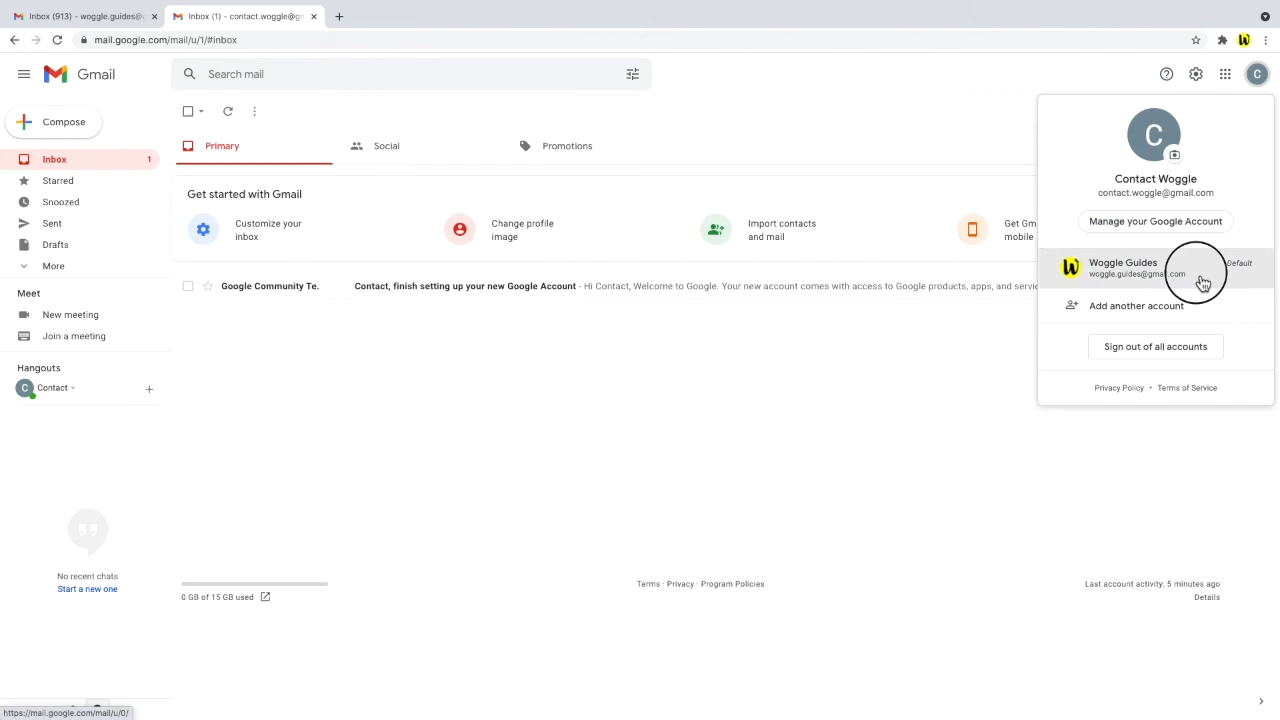 Inbox (913) - woggle.guides@g
Inbox (1) - contact.woggle@gm
mail.google.com/mail/u/1/#inbox
W
Gmail
Search mail
C
Compose
Primary
Social
Promotions
Inbox
1
Starred
Snoozed
Sent
Drafts
More
Meet
New meeting
Join a meeting
Hangouts
C
Contact
No recent chats
Start a new one
Get started with Gmail
Customize your
inbox
Change profile
image
Import contacts
and mail
Get Gm
mobile
Google Community Te.
Contact, finish setting up your new Google Account - Hi Contact, Welcome to Google. Your new account comes with access to Google products, apps, and servic
C
Contact Woggle
contact.woggle@gmail.com
Manage your Google Account
W
Woggle Guides
Default
woggle.guides@gmail.com
Add another account
Sign out of all accounts
Privacy Policy • Terms of Service
0 GB of 15 GB used
Terms · Privacy · Program Policies
Last account activity: 5 minutes ago
Details
https://mail.google.com/mail/u/0/